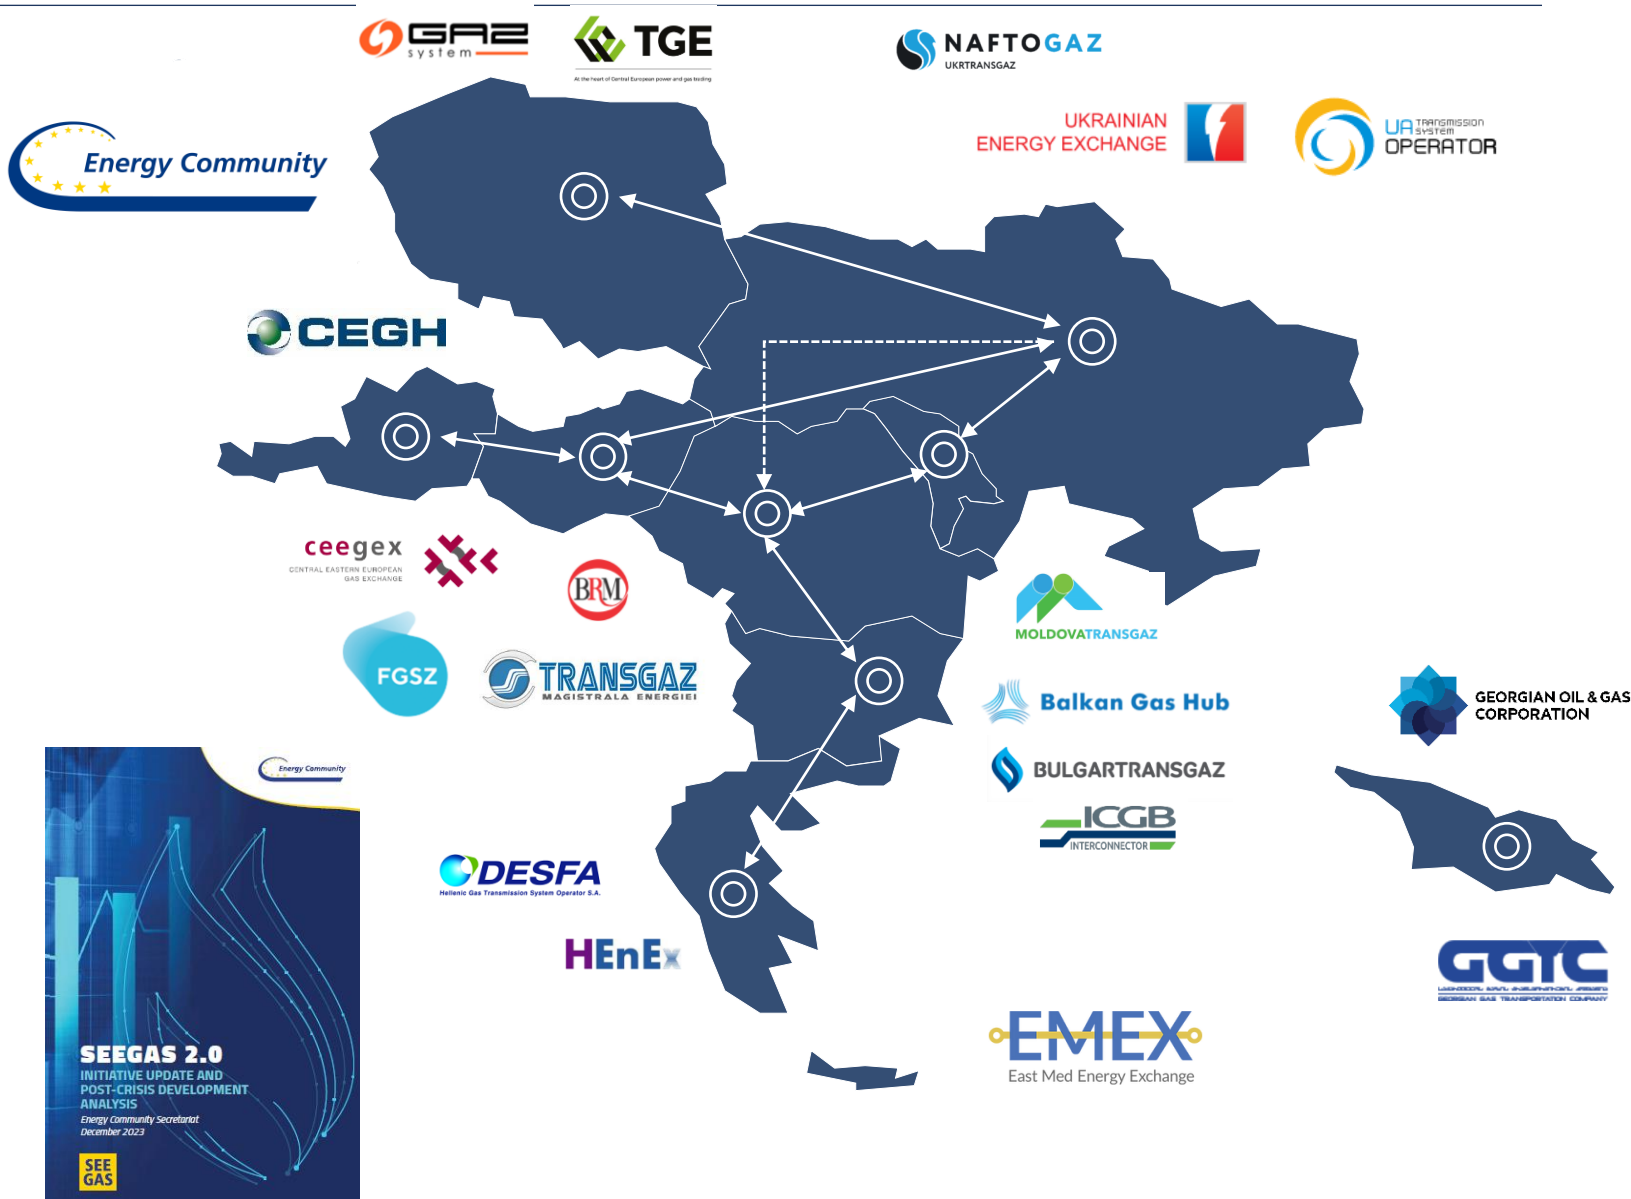 GAZ
system
TGE
At the heart of Central European power and gas trading
NAFTOGAZ
UKRTRANSGAZ
UKRAINIAN
ENERGY EXCHANGE
UA TRANSMISSION
SYSTEM
OPERATOR
Energy Community
CEGH
ceegex
CENTRAL EASTERN EUROPEAN
GAS EXCHANGE
BRM
FGSZ
TRANSGAZ
MAGISTRALA ENERGIEI
MOLDOVATRANSGAZ
Balkan Gas Hub
BULGARTRANSGAZ
ICGB
INTERCONNECTOR
GEORGIAN OIL & GAS
CORPORATION
DESFA
Hellenic Gas Transmission System Operator S.A.
HEnEx
GGTC
GEORGIAN GAS TRANSPORTATION COMPANY
EMEX
East Med Energy Exchange
Energy Community
SEEGAS 2.0
INITIATIVE UPDATE AND
POST-CRISIS DEVELOPMENT
ANALYSIS
Energy Community Secretariat
December 2023
SEE
GAS